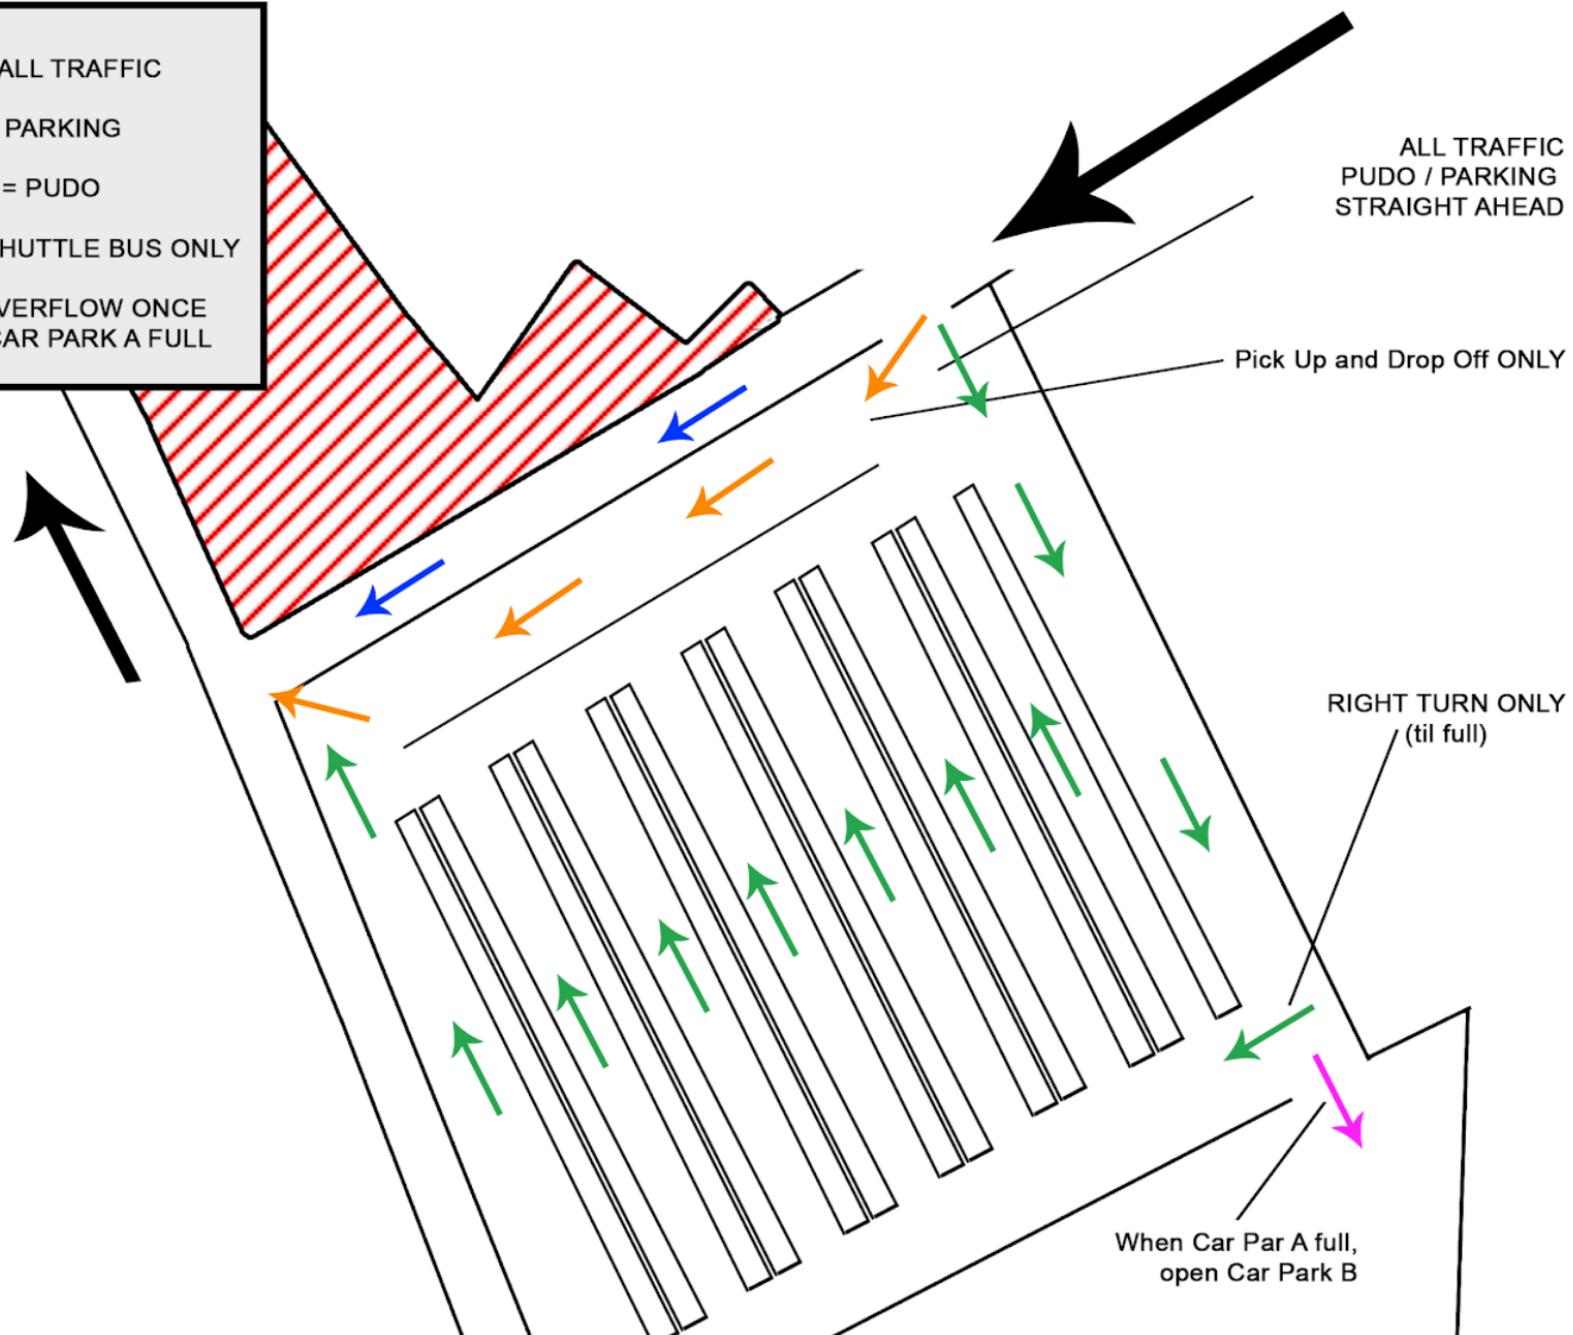 ALL TRAFFIC
PARKING
= PUDO
HUTTLE BUS ONLY
VERFLOW ONCE
CAR PARK A FULL
ALL TRAFFIC
PUDO / PARKING
STRAIGHT AHEAD
Pick Up and Drop Off ONLY
RIGHT TURN ONLY
(til full)
When Car Par A full,
open Car Park B